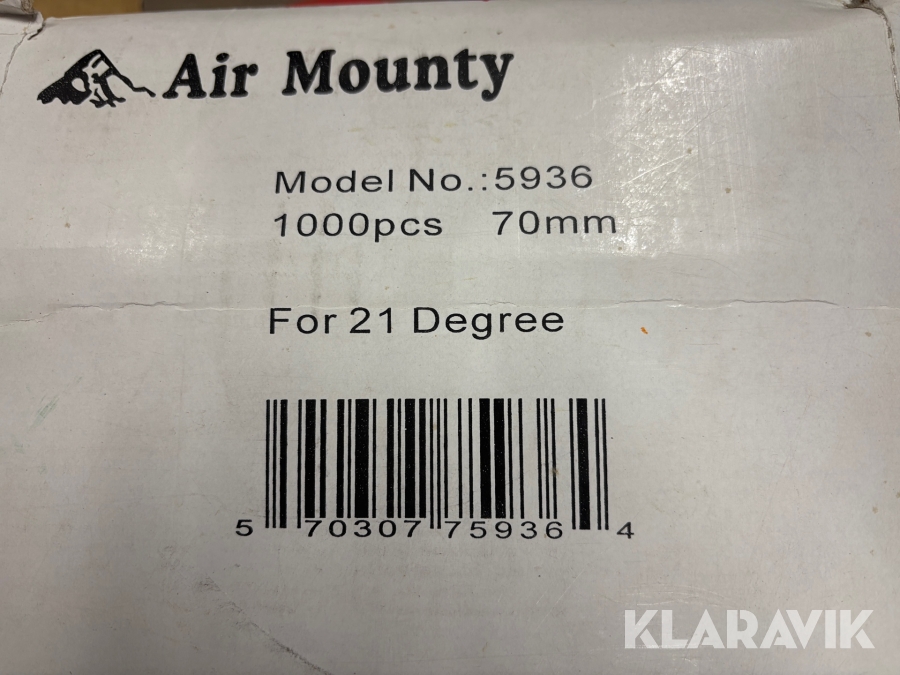 Air Mounty
Model No.:5936
1000pcs 70mm
For 21 Degree
5 70307 75936 4
KLARAVIK